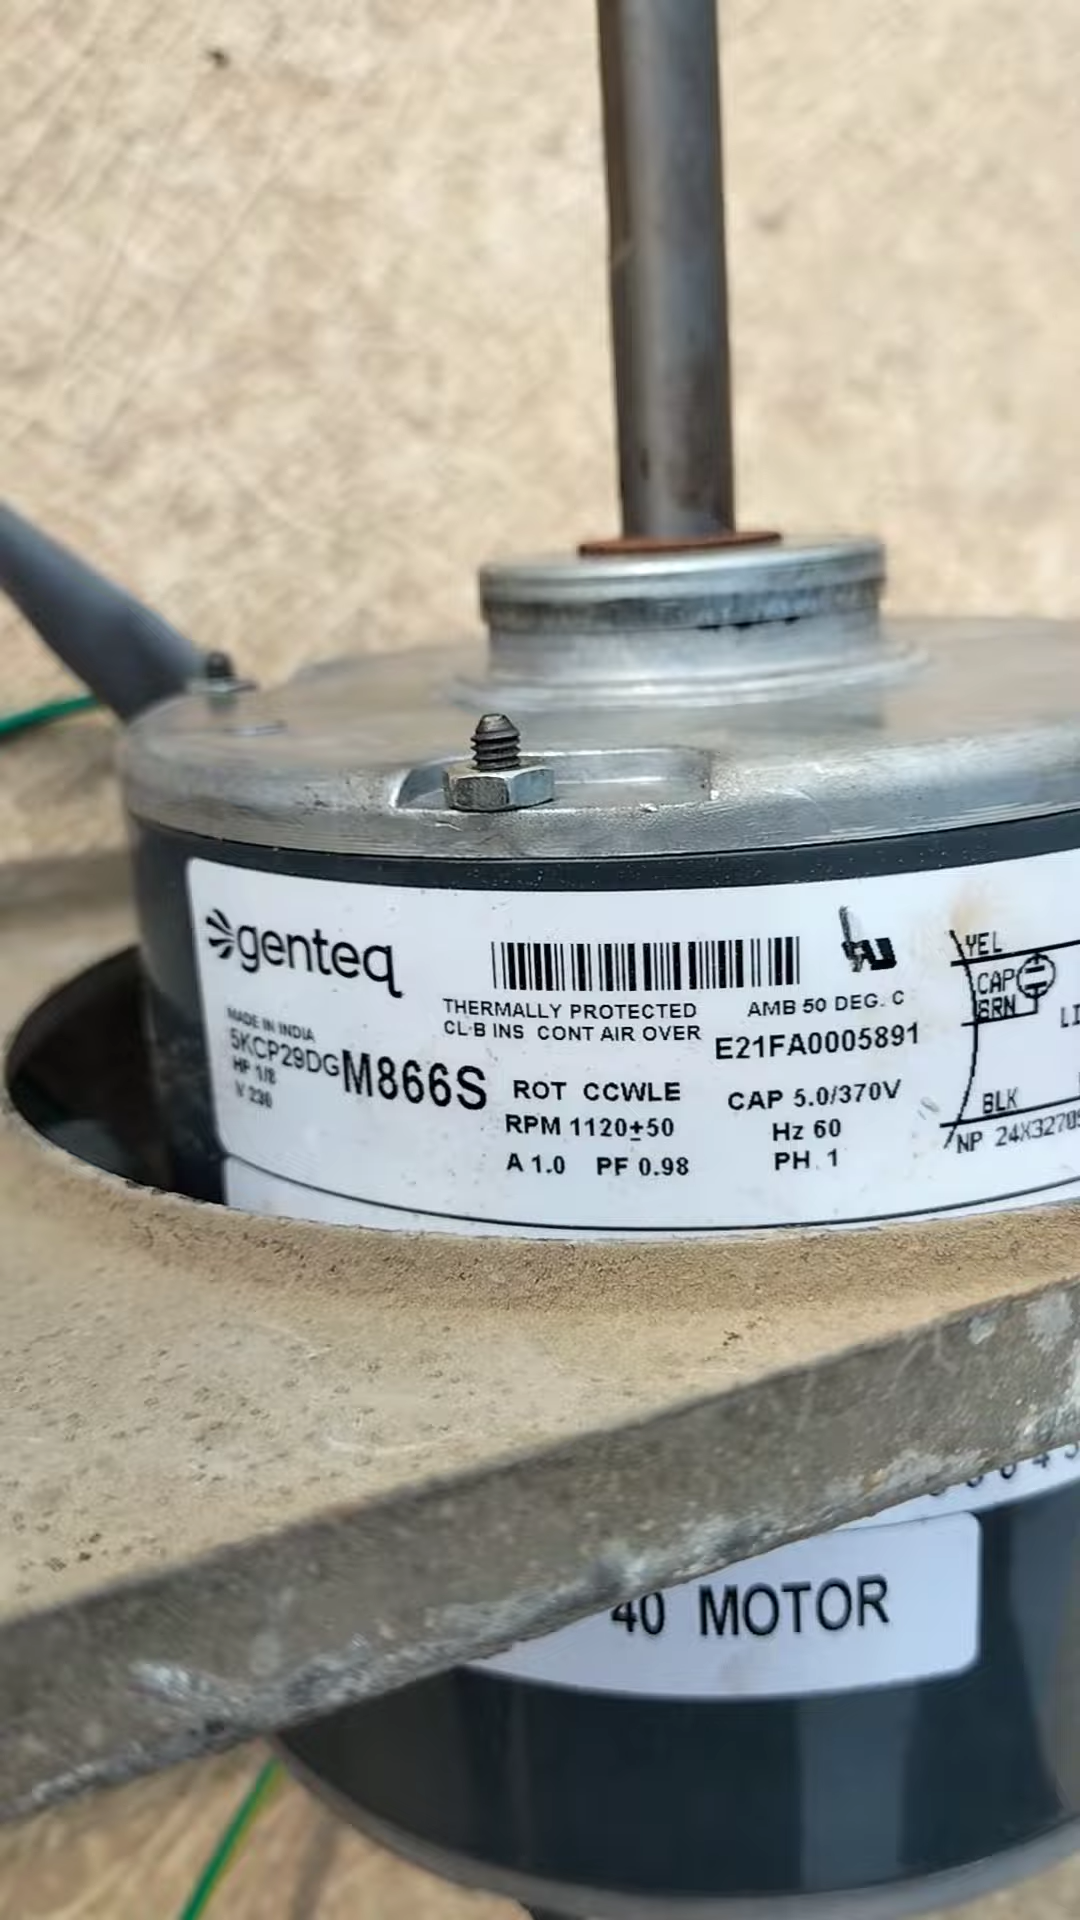 genteq
THERMALLY PROTECTED
CL·B INS CONT AIR OVER
AMB 50 DEG. C
E21FA0005891
MADE IN INDIA
5KCP29DGM866S
HP 1/8
V 230
ROT CCWLE
RPM 1120±50
A 1.0 PF 0.98
CAP 5.0/370V
Hz 60
PH. 1
YEL
CAP
BRN
BLK
NP
40 MOTOR